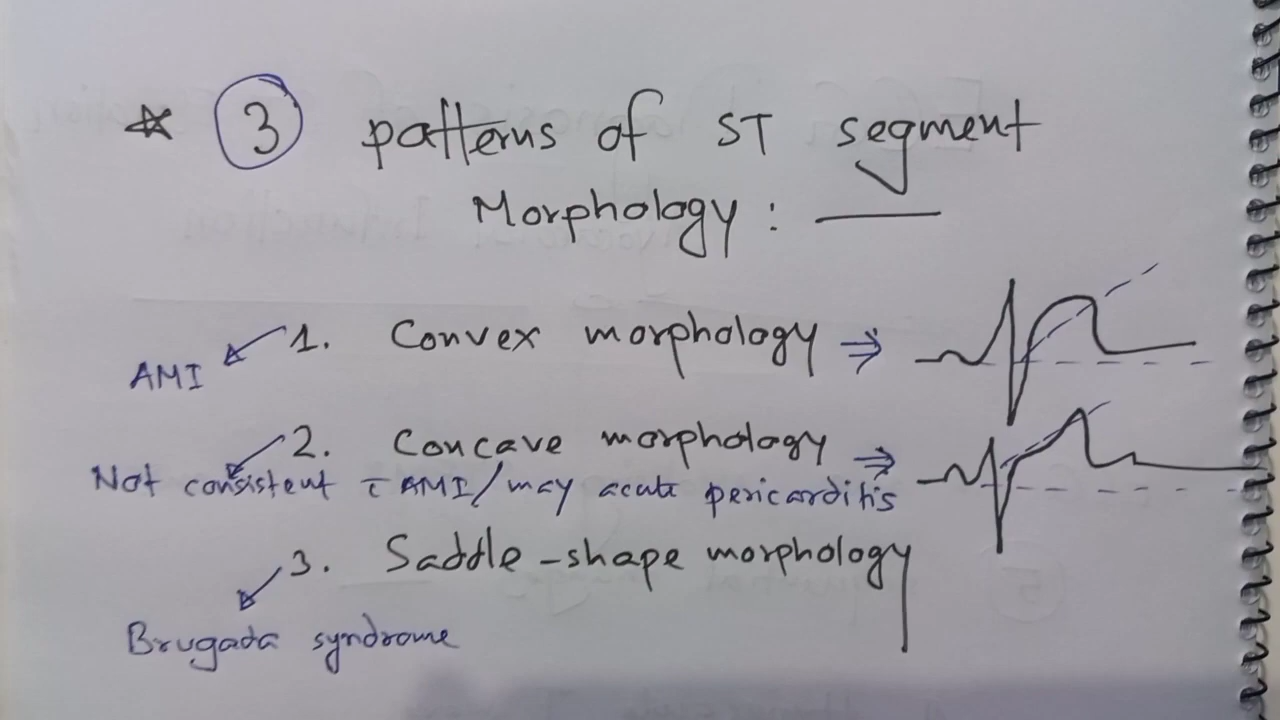 * ③ patterns of ST segment
Morphology : —
1. Convex morphology ⇒
AMI
2. Concave morphology ⇒
Not consistent c̄ AMI/may acute pericarditis
3. Saddle-shape morphology
Brugada syndrome